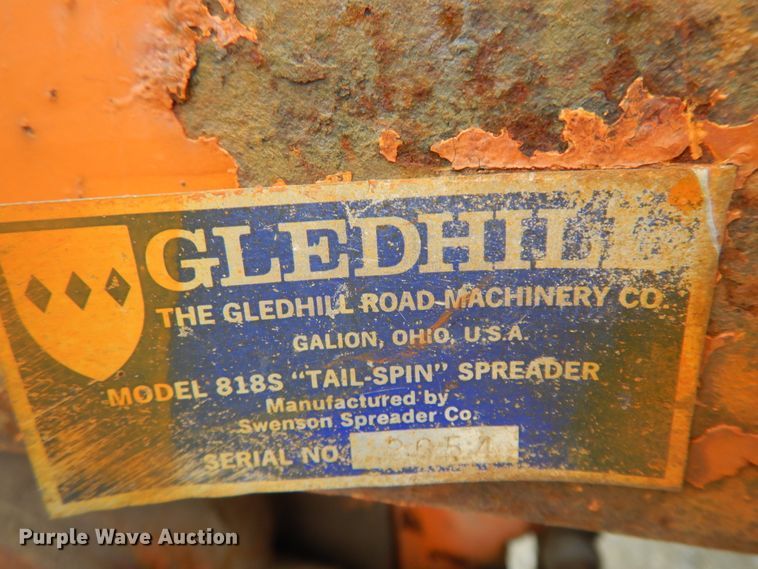 GLEDHILL
THE GLEDHILL ROAD MACHINERY CO.
GALION, OHIO, U.S.A.
MODEL 818S "TAIL-SPIN" SPREADER
Manufactured by
Swenson Spreader Co.
SERIAL NO.
Purple Wave Auction